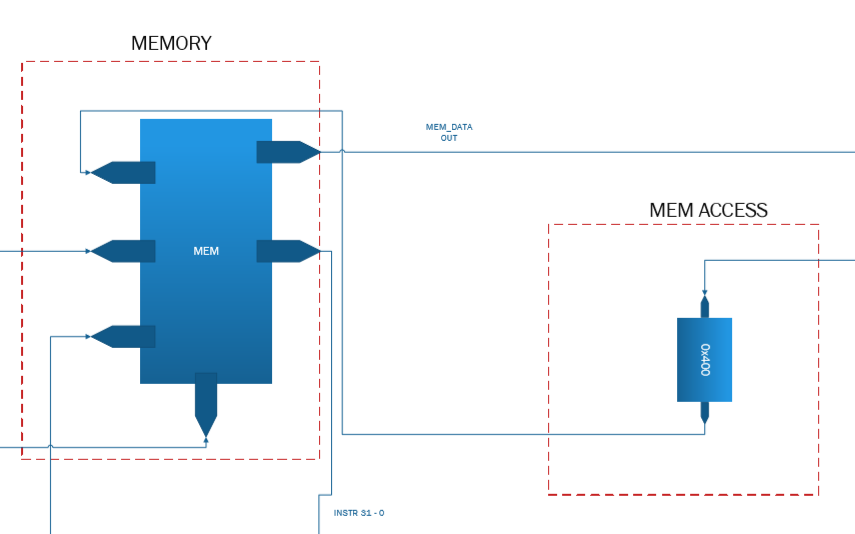 MEMORY
MEM_DATA
OUT
MEM ACCESS
MEM
0x400
INSTR 31 - 0